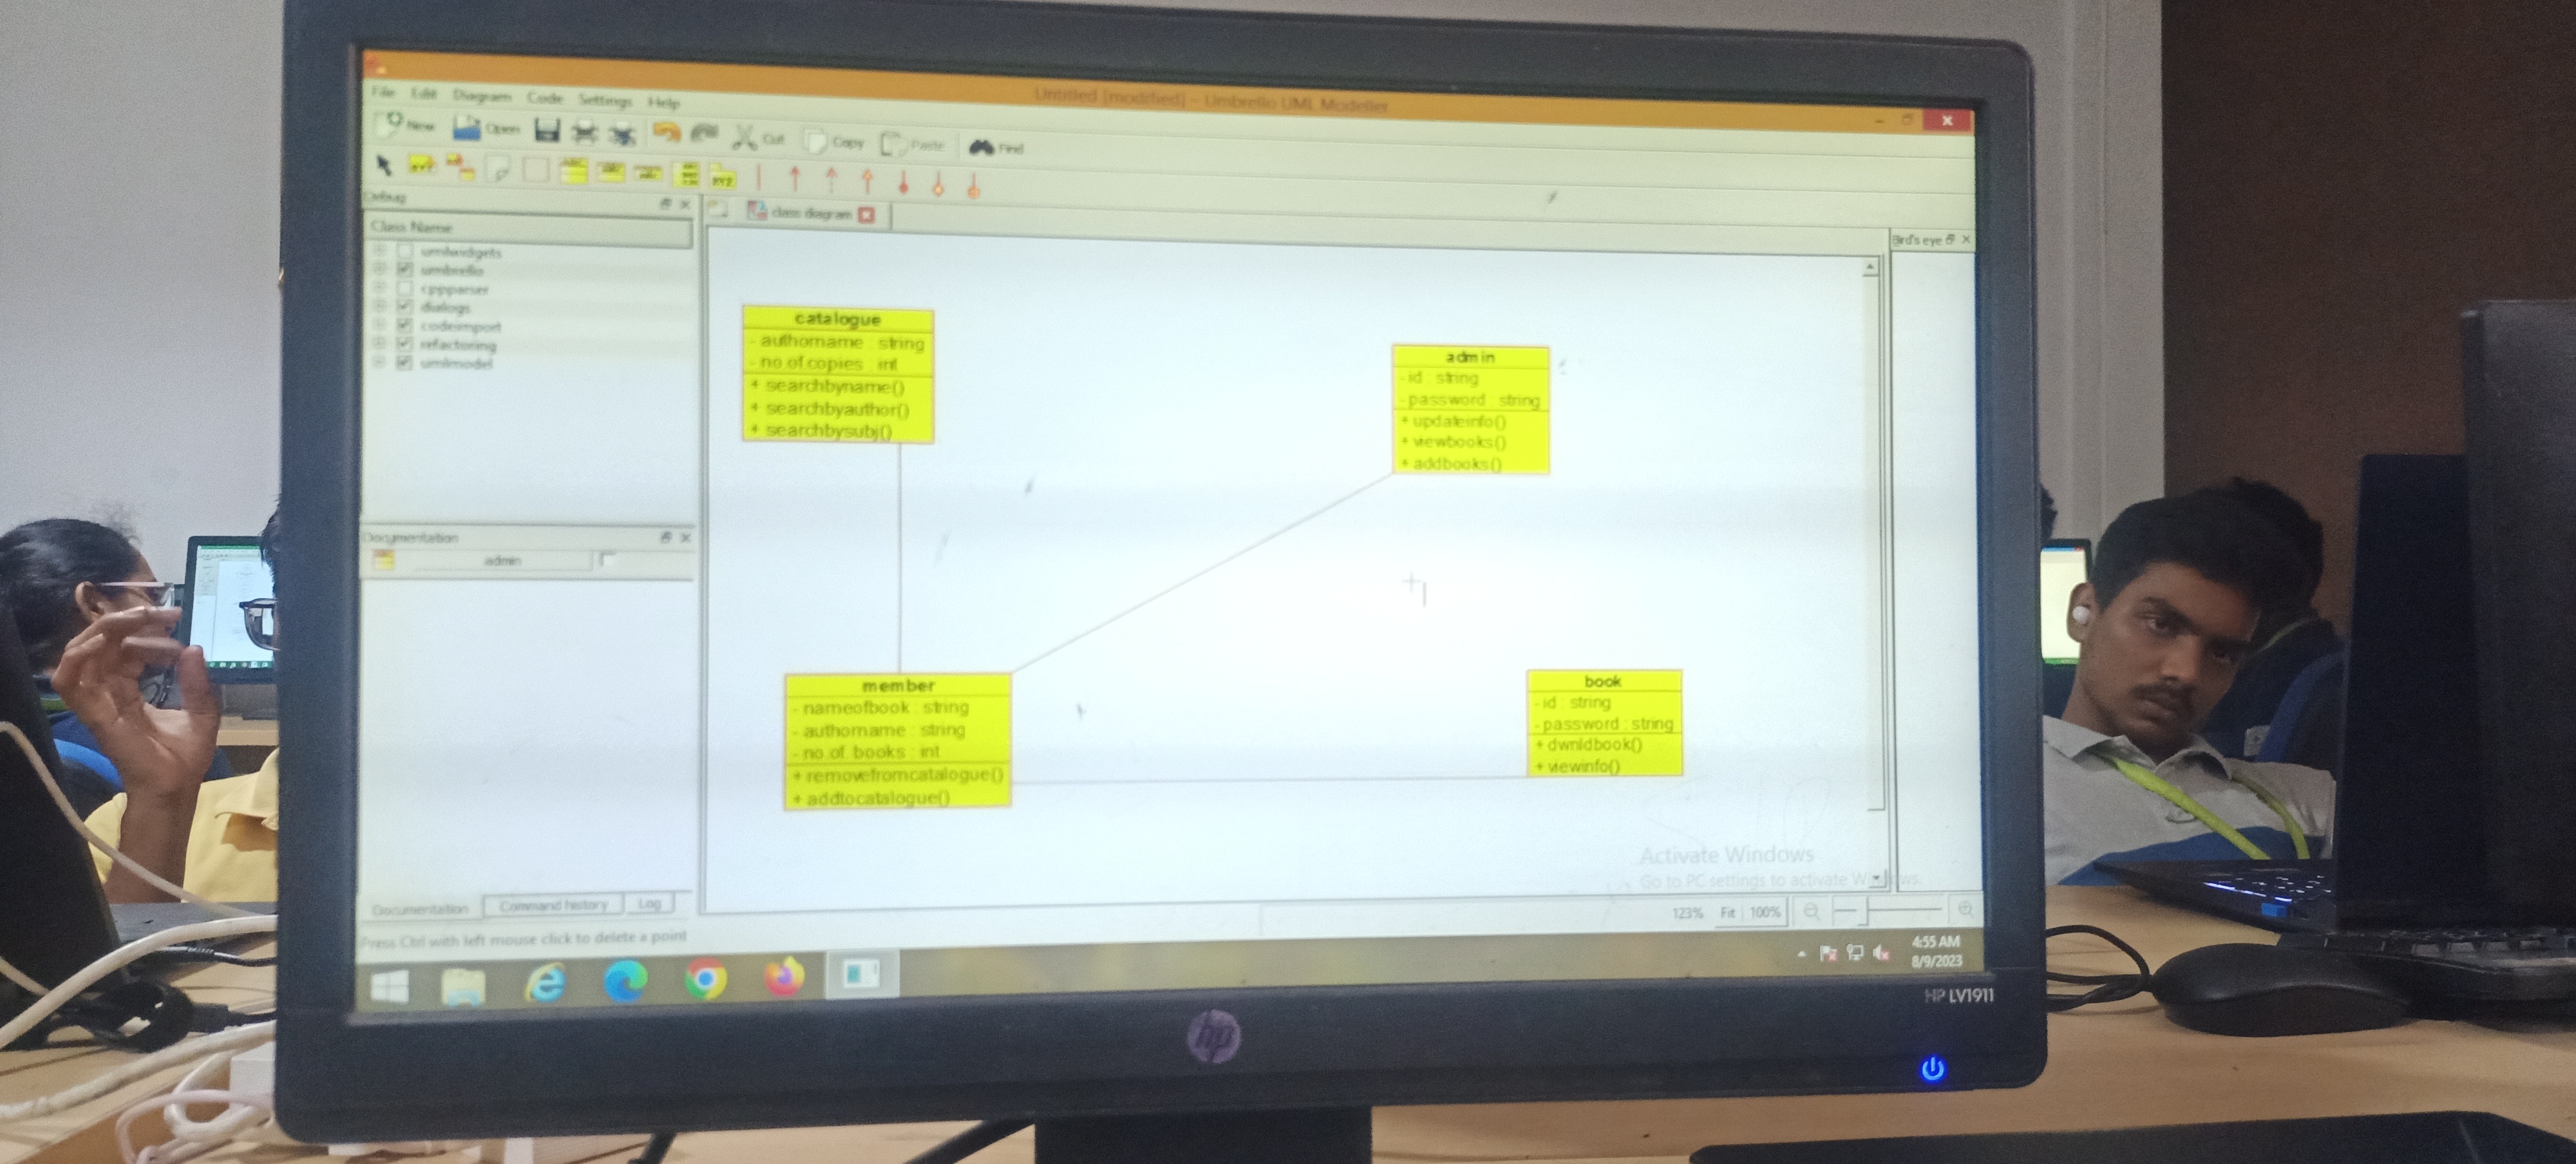 Untitled [modified] - Umbrello UML Modeller
File Edit Diagram Code Settings Help
New Open Cut Copy Paste Find
Debug
class diagram
Bird's eye
Class Name
umlwidgets
umbrello
cppparser
dialogs
codeimport
refactoring
umlmodel
Documentation
admin
catalogue
- authorname : string
- no.of.copies : int
+ searchbyname()
+ searchbyauthor()
+ searchbysubj()
admin
- id : string
- password : string
+ updateinfo()
+ viewbooks()
+ addbooks()
member
- nameofbook : string
- authorname : string
- no.of. books : int
+ removefromcatalogue()
+ addtocatalogue()
book
- id : string
- password : string
+ dwnldbook()
+ viewinfo()
Activate Windows
Go to PC settings to activate Windows.
Documentation Command history Log
123% Fit 100%
Press Ctrl with left mouse click to delete a point
4:55 AM
8/9/2023
HP LV1911
hp